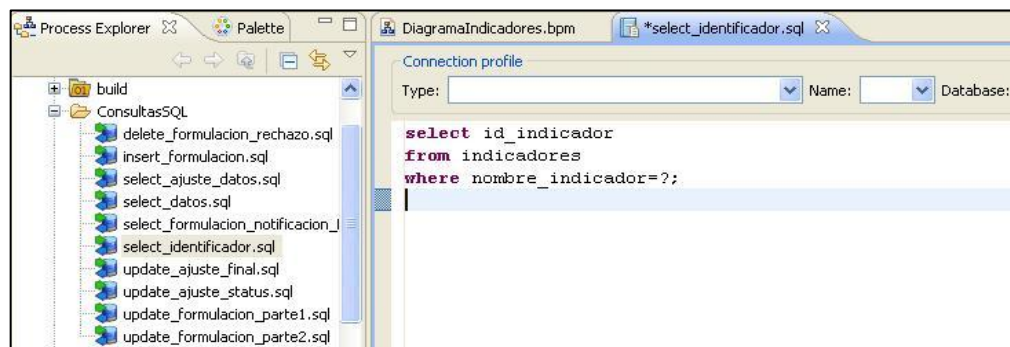 Process Explorer
Palette
build
ConsultasSQL
delete_formulacion_rechazo.sql
insert_formulacion.sql
select_ajuste_datos.sql
select_datos.sql
select_formulacion_notificacion_
select_identificador.sql
update_ajuste_final.sql
update_ajuste_status.sql
update_formulacion_parte1.sql
update_formulacion_parte2.sql
DiagramaIndicadores.bpm
*select_identificador.sql
Connection profile
Type: Name: Database:
select id_indicador
from indicadores
where nombre_indicador=?;